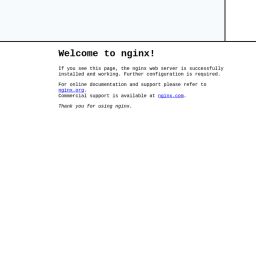 Welcome to nginx!
If you see this page, the nginx web server is successfully
installed and working. Further configuration is required.
For online documentation and support please refer to
nginx.org.
Commercial support is available at nginx.com.
Thank you for using nginx.